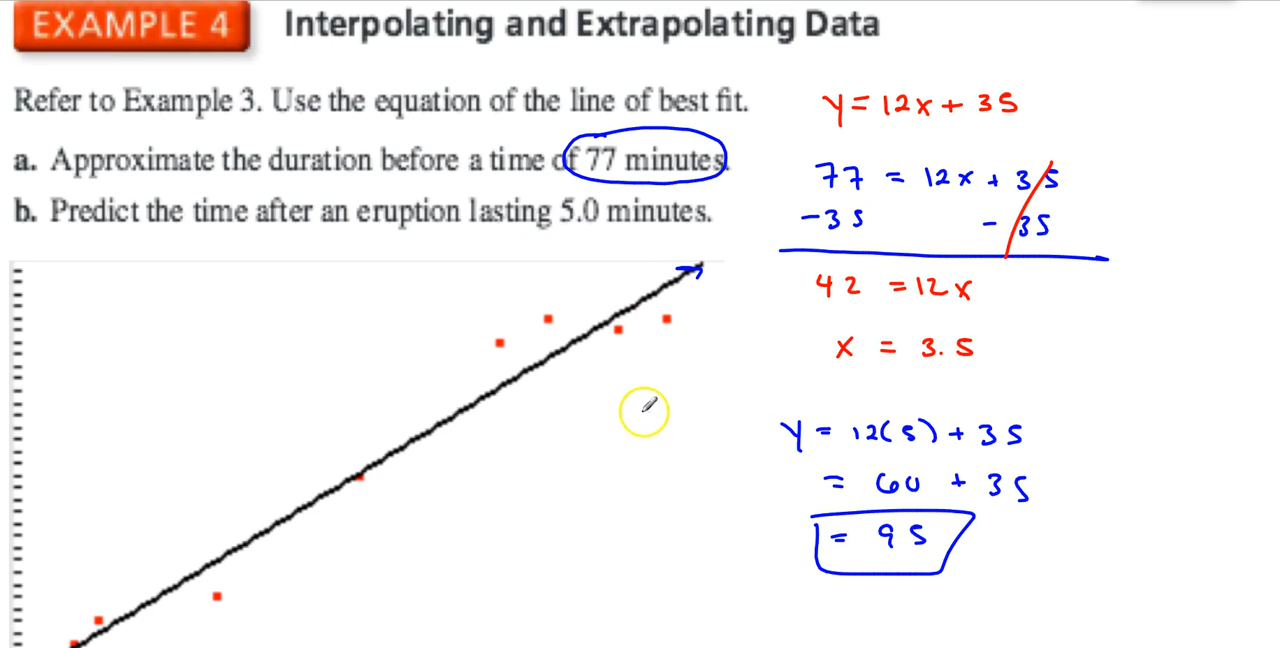 EXAMPLE 4 Interpolating and Extrapolating Data
Refer to Example 3. Use the equation of the line of best fit.
a. Approximate the duration before a time of 77 minutes.
b. Predict the time after an eruption lasting 5.0 minutes.
y = 12x + 35
77 = 12x + 35
-35 - 35
42 = 12x
x = 3.5
y = 12(5) + 35
= 60 + 35
= 95